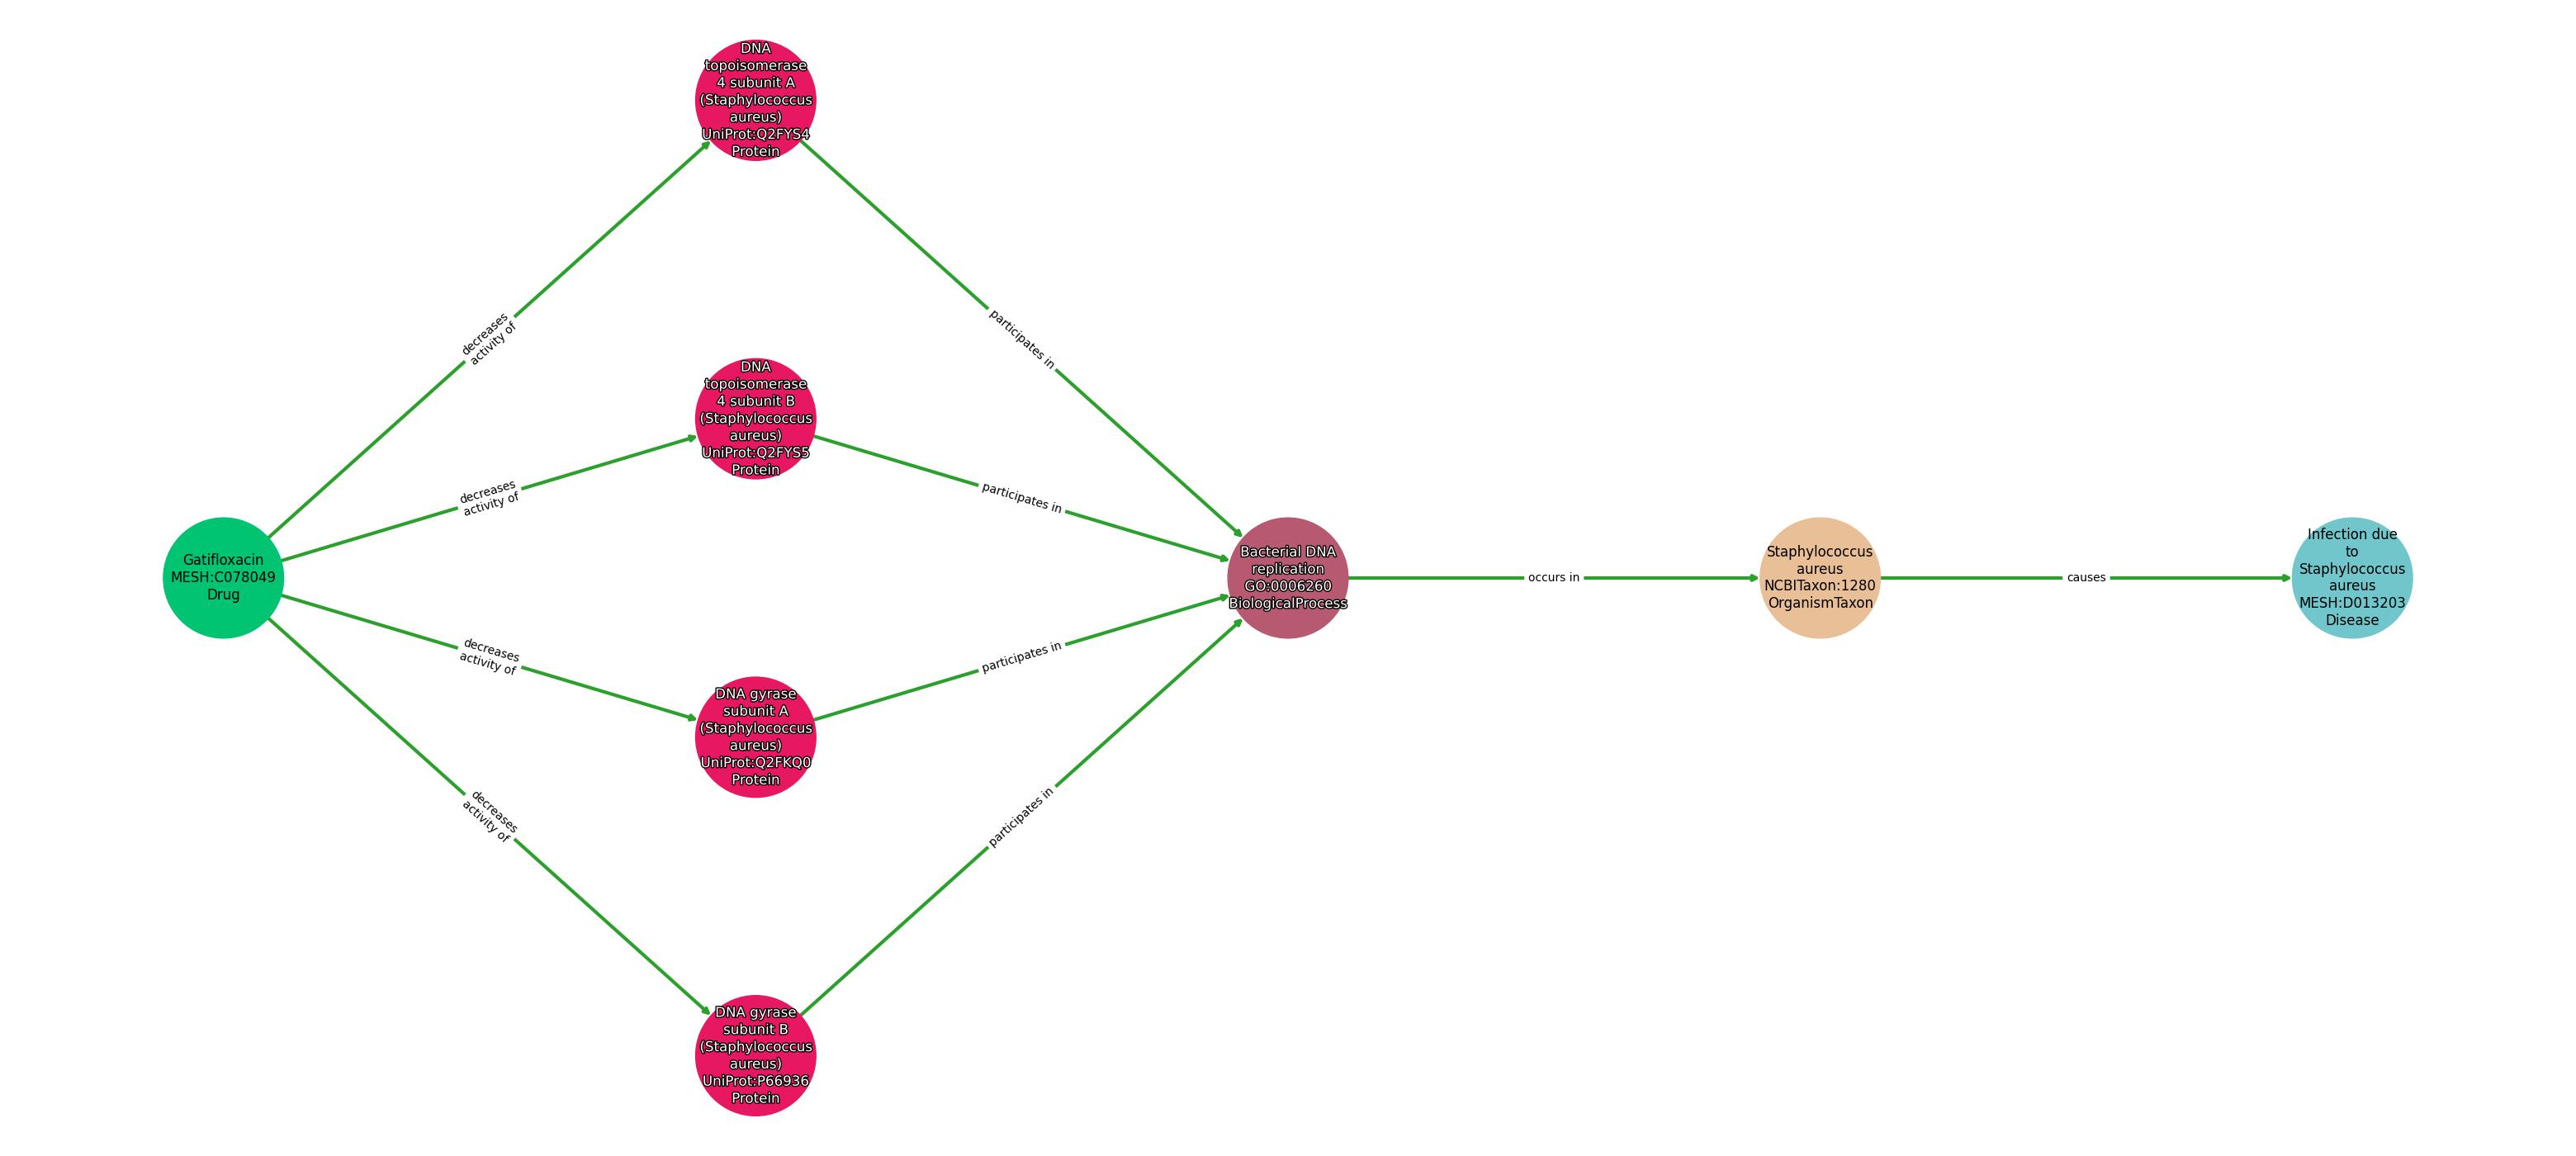 DNA
topoisomerase
4 subunit A
(Staphylococcus
aureus)
UniProt:Q2FYS4
Protein
decreases
activity of
participates in
DNA
topoisomerase
4 subunit B
(Staphylococcus
aureus)
UniProt:Q2FYS5
Protein
decreases
activity of
participates in
Gatifloxacin
MESH:C078049
Drug
Bacterial DNA
replication
GO:0006260
BiologicalProcess
occurs in
Staphylococcus
aureus
NCBITaxon:1280
OrganismTaxon
causes
Infection due
to
Staphylococcus
aureus
MESH:D013203
Disease
decreases
activity of
participates in
DNA gyrase
subunit A
(Staphylococcus
aureus)
UniProt:Q2FKQ0
Protein
decreases
activity of
participates in
DNA gyrase
subunit B
(Staphylococcus
aureus)
UniProt:P66936
Protein